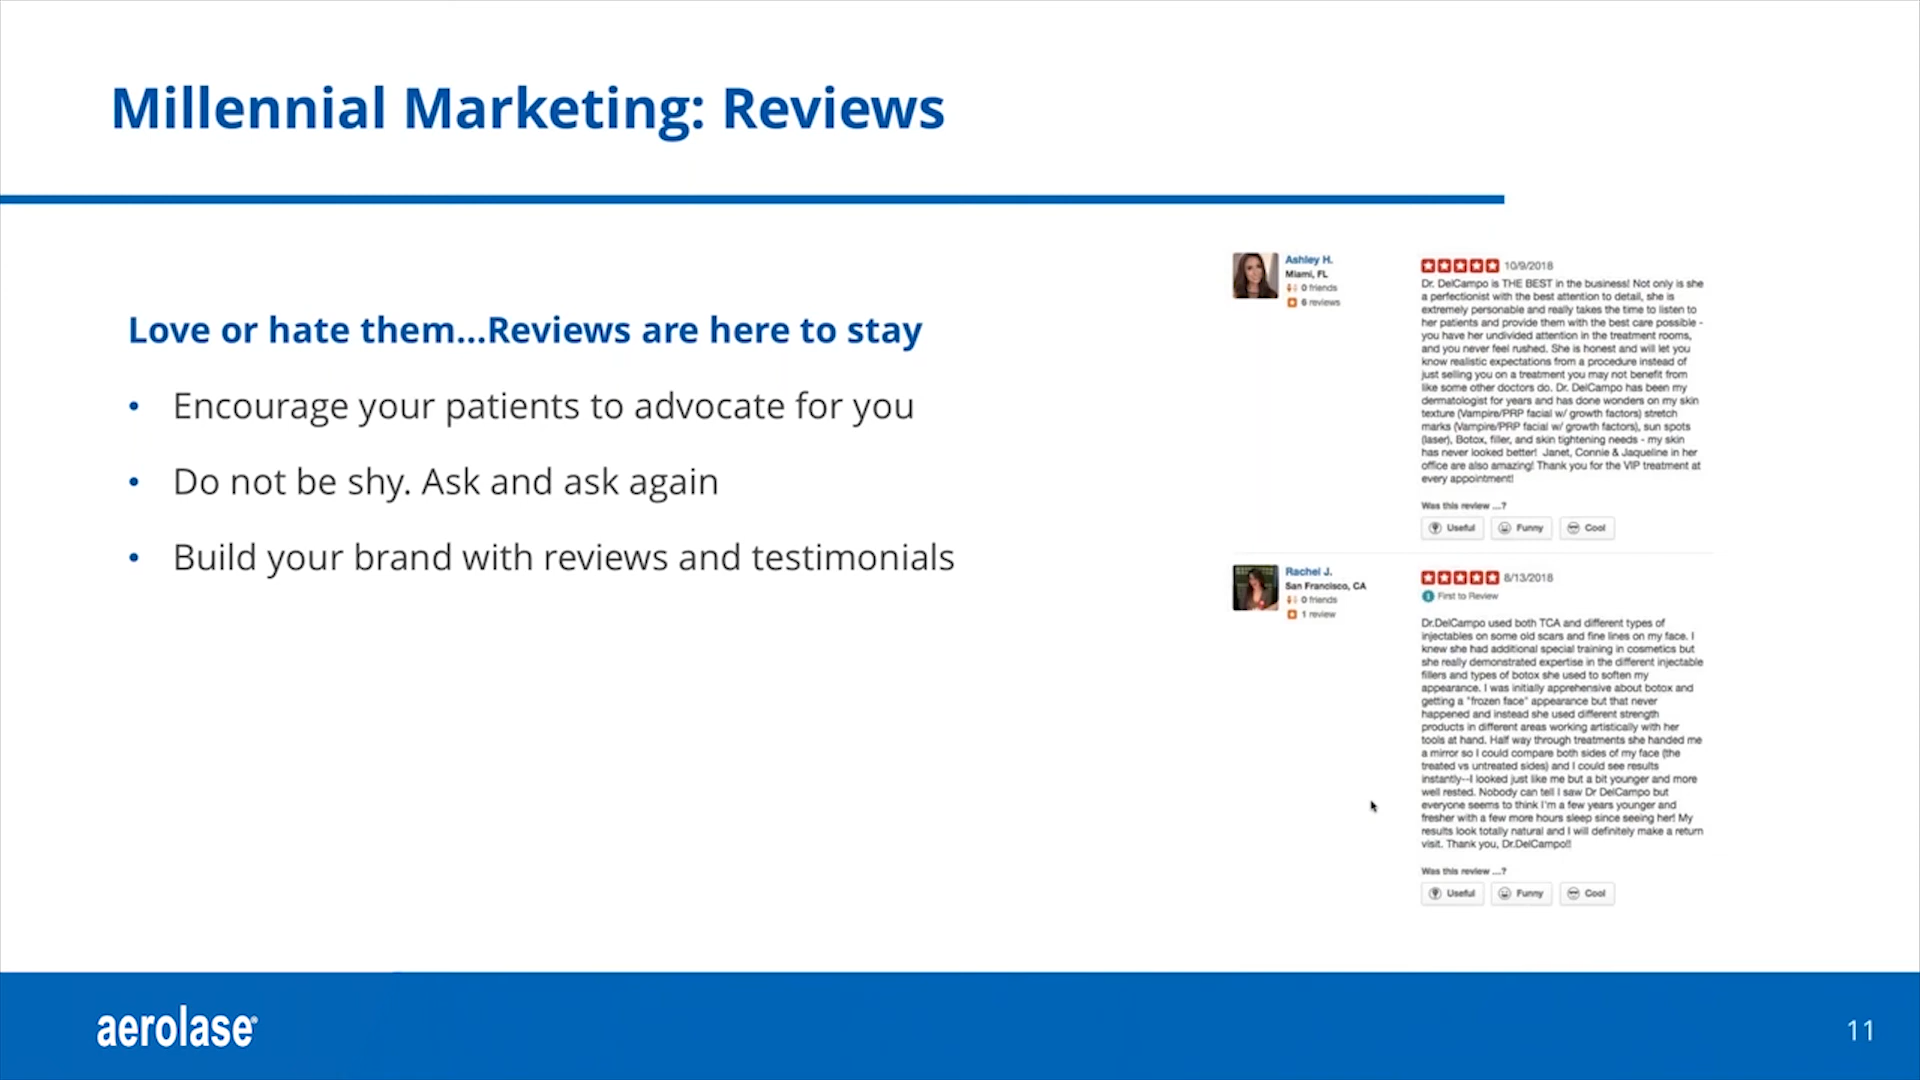 Millennial Marketing: Reviews
Love or hate them...Reviews are here to stay
• Encourage your patients to advocate for you
• Do not be shy. Ask and ask again
• Build your brand with reviews and testimonials
Ashley H.
Miami, FL
0 friends
6 reviews
10/9/2018
Dr. DelCampo is THE BEST in the business! Not only is she
a perfectionist with the best attention to detail, she is
extremely personable and really takes the time to listen to
her patients and provide them with the best care possible -
you have her undivided attention in the treatment rooms,
and you never feel rushed. She is honest and will let you
know realistic expectations from a procedure instead of
just selling you on a treatment you may not benefit from
like some other doctors do. Dr. DelCampo has been my
dermatologist for years and has done wonders on my skin
texture (Vampire/PRP facial w/ growth factors) stretch
marks (Vampire/PRP facial w/ growth factors), sun spots
(laser), Botox, filler, and skin tightening needs - my skin
has never looked better! Janet, Connie & Jaqueline in her
office are also amazing! Thank you for the VIP treatment at
every appointment!
Was this review ...?
Useful Funny Cool
Rachel J.
San Francisco, CA
0 friends
1 review
8/13/2018
1 First to Review
Dr.DelCampo used both TCA and different types of
injectables on some old scars and fine lines on my face. I
knew she had additional special training in cosmetics but
she really demonstrated expertise in the different injectable
fillers and types of botox she used to soften my
appearance. I was initially apprehensive about botox and
getting a "frozen face" appearance but that never
happened and instead she used different strength
products in different areas working artistically with her
tools at hand. Half way through treatments she handed me
a mirror so I could compare both sides of my face (the
treated vs untreated sides) and I could see results
instantly--I looked just like me but a bit younger and more
well rested. Nobody can tell I saw Dr DelCampo but
everyone seems to think I'm a few years younger and
fresher with a few more hours sleep since seeing her! My
results look totally natural and I will definitely make a return
visit. Thank you, Dr.DelCampo!!
Was this review ...?
Useful Funny Cool
aerolase®
11